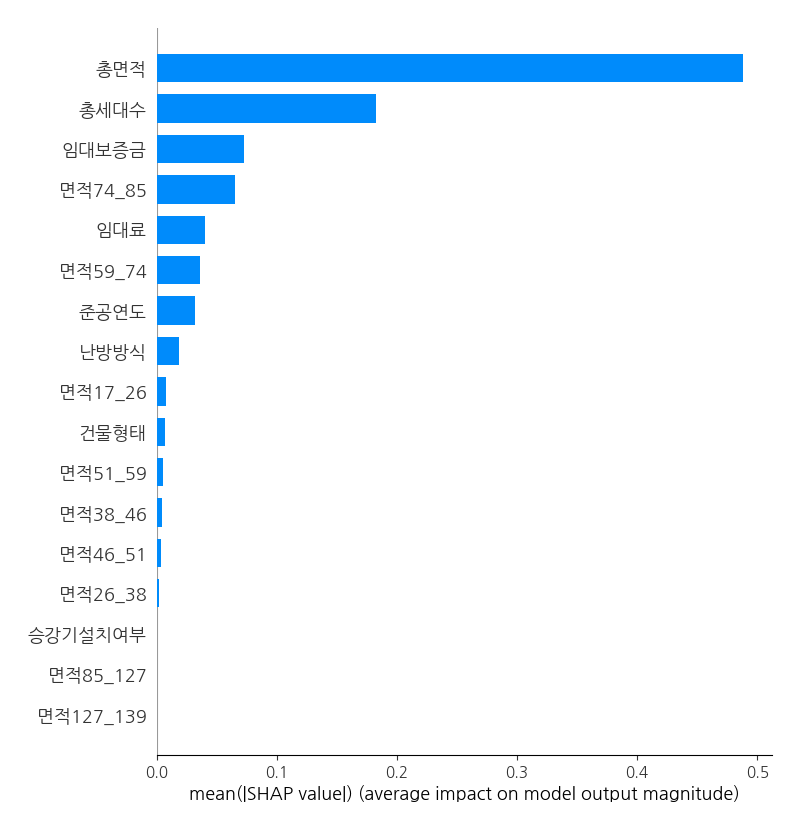 총면적
총세대수
임대보증금
면적74_85
임대료
면적59_74
준공연도
난방방식
면적17_26
건물형태
면적51_59
면적38_46
면적46_51
면적26_38
승강기설치여부
면적85_127
면적127_139
0.0 0.1 0.2 0.3 0.4 0.5
mean(|SHAP value|) (average impact on model output magnitude)